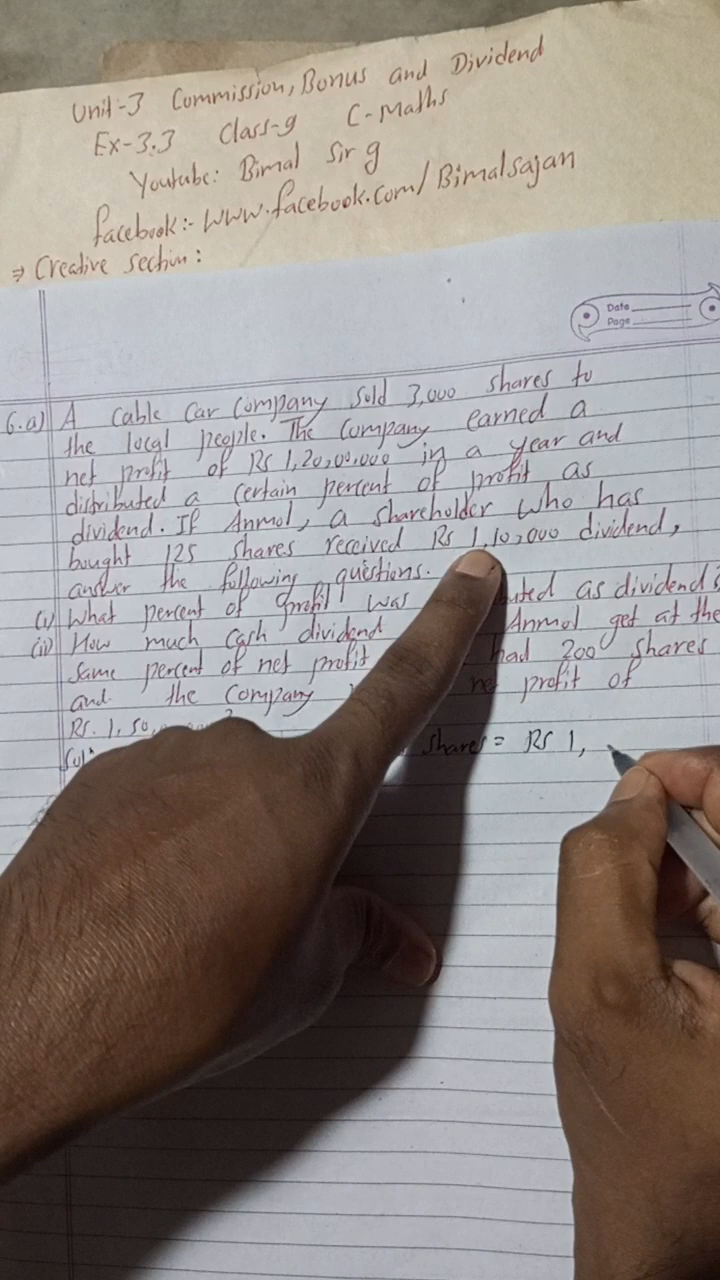 Unit-3 Commission, Bonus and Dividend
Ex-3.3 Class-9 C-Maths
Youtube: Bimal Sir g
facebook:- www.facebook.com/Bimalsajan
⇒ Creative Section:
Date
Page
6.a) A Cable Car Company Sold 3,000 shares to
the local people. The Company earned a
net profit of Rs 1,20,00,000 in a year and
distributed a certain percent of profit as
dividend. If Anmol, a shareholder who has
bought 125 shares received Rs 1,10,000 dividend,
answer the following questions.
(i) What percent of profit was uted as dividend?
(ii) How much cash dividend Anmol get at the
same percent of net profit had 200 shares
and the Company profit of
Rs. 1,50,
Solⁿ shares = Rs 1,